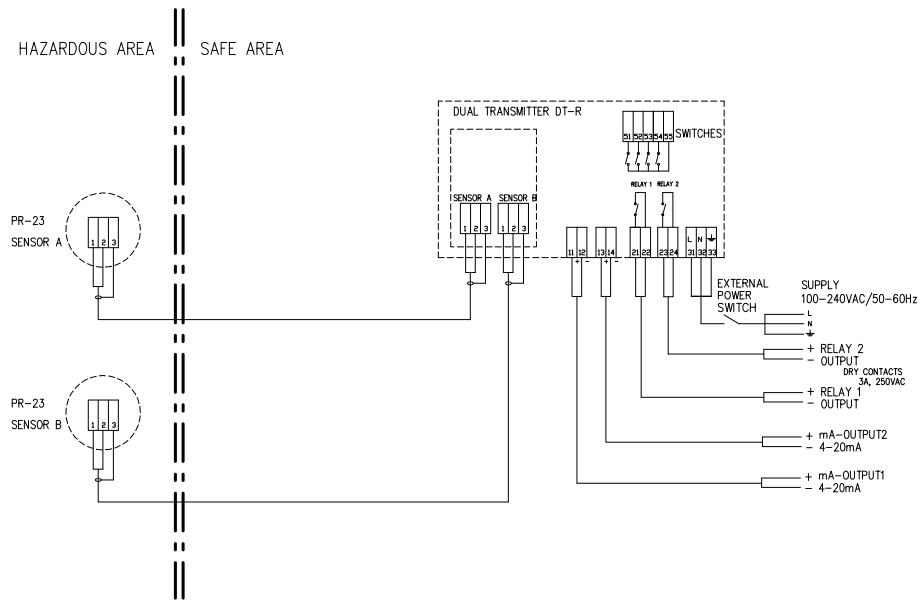 HAZARDOUS AREA
SAFE AREA
DUAL TRANSMITTER DT-R
51 52 53 54 55
SWITCHES
RELAY 1 RELAY 2
SENSOR A SENSOR B
1 2 3
1 2 3
11 12
13 14
21 22
23 24
L N
31 32 33
+ -
+ -
PR-23
SENSOR A
1 2 3
EXTERNAL
POWER
SWITCH
SUPPLY
100-240VAC/50-60Hz
L
N
+ RELAY 2
- OUTPUT
DRY CONTACTS
3A, 250VAC
+ RELAY 1
- OUTPUT
PR-23
SENSOR B
1 2 3
+ mA-OUTPUT2
- 4-20mA
+ mA-OUTPUT1
- 4-20mA